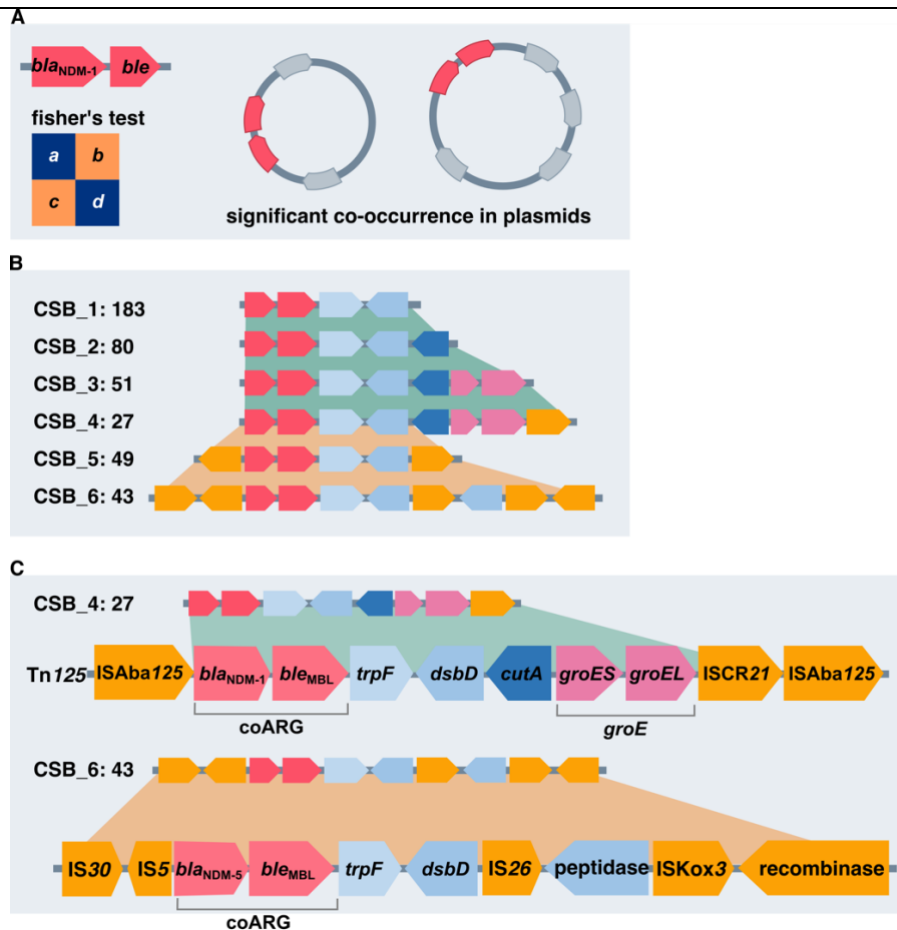 A
blaNDM-1 ble
fisher's test
a b
c d
significant co-occurrence in plasmids
B
CSB_1: 183
CSB_2: 80
CSB_3: 51
CSB_4: 27
CSB_5: 49
CSB_6: 43
C
CSB_4: 27
Tn125 ISAba125 blaNDM-1 bleMBL trpF dsbD cutA groES groEL ISCR21 ISAba125
coARG groE
CSB_6: 43
IS30 IS5 blaNDM-5 bleMBL trpF dsbD IS26 peptidase ISKox3 recombinase
coARG